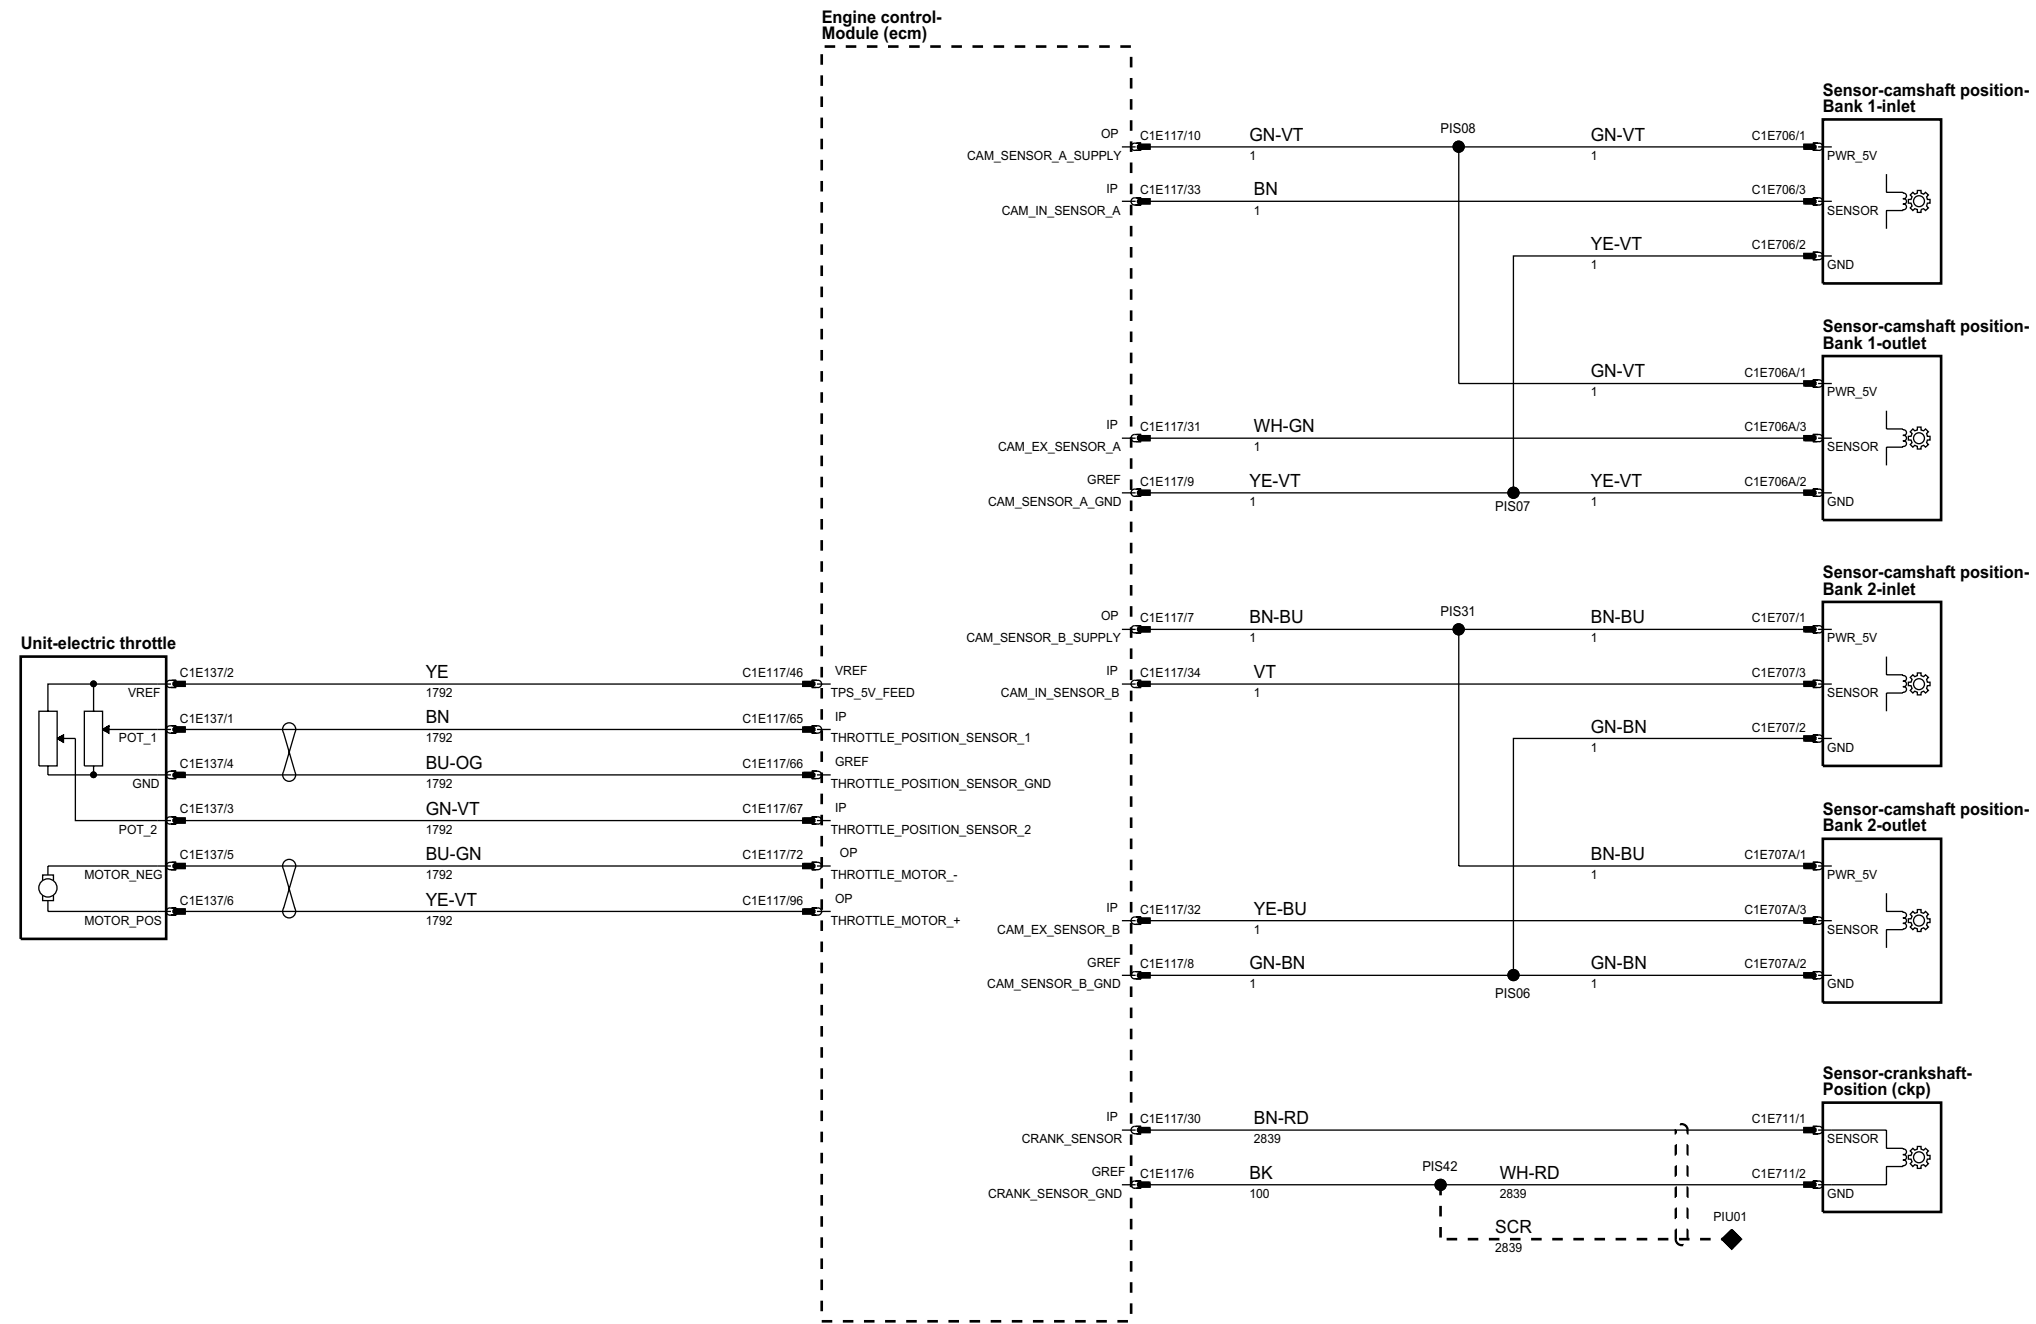 Engine control-
Module (ecm)
Unit-electric throttle
VREF
C1E137/2
YE
1792
C1E117/46
VREF
TPS_5V_FEED
POT_1
C1E137/1
BN
1792
C1E117/65
IP
THROTTLE_POSITION_SENSOR_1
GND
C1E137/4
BU-OG
1792
C1E117/66
GREF
THROTTLE_POSITION_SENSOR_GND
POT_2
C1E137/3
GN-VT
1792
C1E117/67
IP
THROTTLE_POSITION_SENSOR_2
MOTOR_NEG
C1E137/5
BU-GN
1792
C1E117/72
OP
THROTTLE_MOTOR_-
MOTOR_POS
C1E137/6
YE-VT
1792
C1E117/96
OP
THROTTLE_MOTOR_+
OP
CAM_SENSOR_A_SUPPLY
C1E117/10
GN-VT
1
PIS08
GN-VT
1
C1E706/1
Sensor-camshaft position-
Bank 1-inlet
PWR_5V
IP
CAM_IN_SENSOR_A
C1E117/33
BN
1
C1E706/3
SENSOR
YE-VT
1
C1E706/2
GND
Sensor-camshaft position-
Bank 1-outlet
GN-VT
1
C1E706A/1
PWR_5V
IP
CAM_EX_SENSOR_A
C1E117/31
WH-GN
1
C1E706A/3
SENSOR
GREF
CAM_SENSOR_A_GND
C1E117/9
YE-VT
1
PIS07
YE-VT
1
C1E706A/2
GND
Sensor-camshaft position-
Bank 2-inlet
OP
CAM_SENSOR_B_SUPPLY
C1E117/7
BN-BU
1
PIS31
BN-BU
1
C1E707/1
PWR_5V
IP
CAM_IN_SENSOR_B
C1E117/34
VT
1
C1E707/3
SENSOR
GN-BN
1
C1E707/2
GND
Sensor-camshaft position-
Bank 2-outlet
BN-BU
1
C1E707A/1
PWR_5V
IP
CAM_EX_SENSOR_B
C1E117/32
YE-BU
1
C1E707A/3
SENSOR
GREF
CAM_SENSOR_B_GND
C1E117/8
GN-BN
1
PIS06
GN-BN
1
C1E707A/2
GND
Sensor-crankshaft-
Position (ckp)
IP
CRANK_SENSOR
C1E117/30
BN-RD
2839
C1E711/1
SENSOR
GREF
CRANK_SENSOR_GND
C1E117/6
BK
100
PIS42
WH-RD
2839
C1E711/2
GND
SCR
2839
PIU01